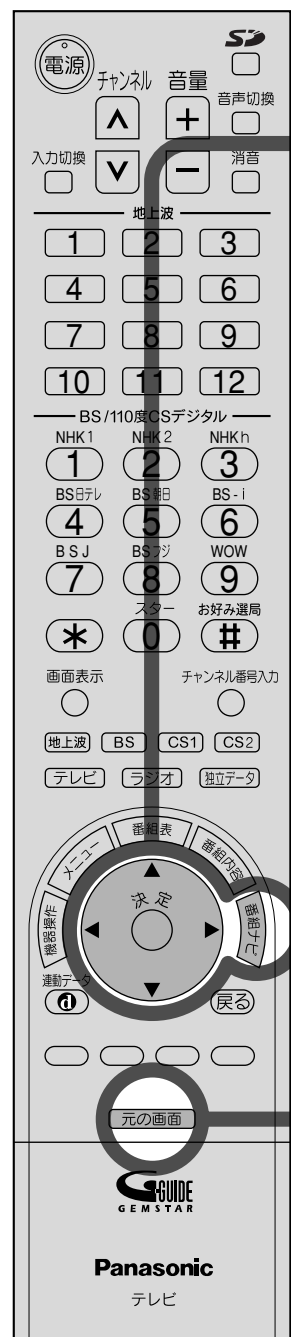 電源
チャンネル 音量
音声切換
入力切換
消音
地上波
1 2 3
4 5 6
7 8 9
10 11 12
BS/110度CSデジタル
NHK1 NHK2 NHKh
1 2 3
BS日テレ BS朝日 BS-i
4 5 6
BSJ BSフジ WOW
7 8 9
スター お好み選局
* 0 #
画面表示 チャンネル番号入力
地上波 BS CS1 CS2
テレビ ラジオ 独立データ
機器操作 メニュー 番組表 番組内容 番組ナビ
決定
連動データ
d 戻る
元の画面
G-GUIDE
GEMSTAR
Panasonic
テレビ